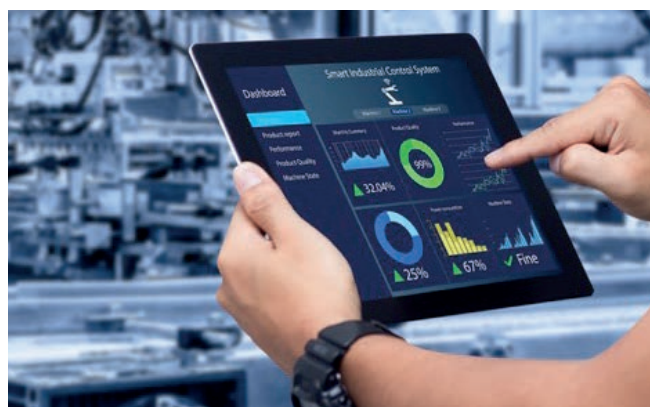 Smart Industrial Control System
Dashboard
Product report
Performance
Product Quality
Machine State
Product Quality
Performance
32.04%
99%
25%
67%
Fine